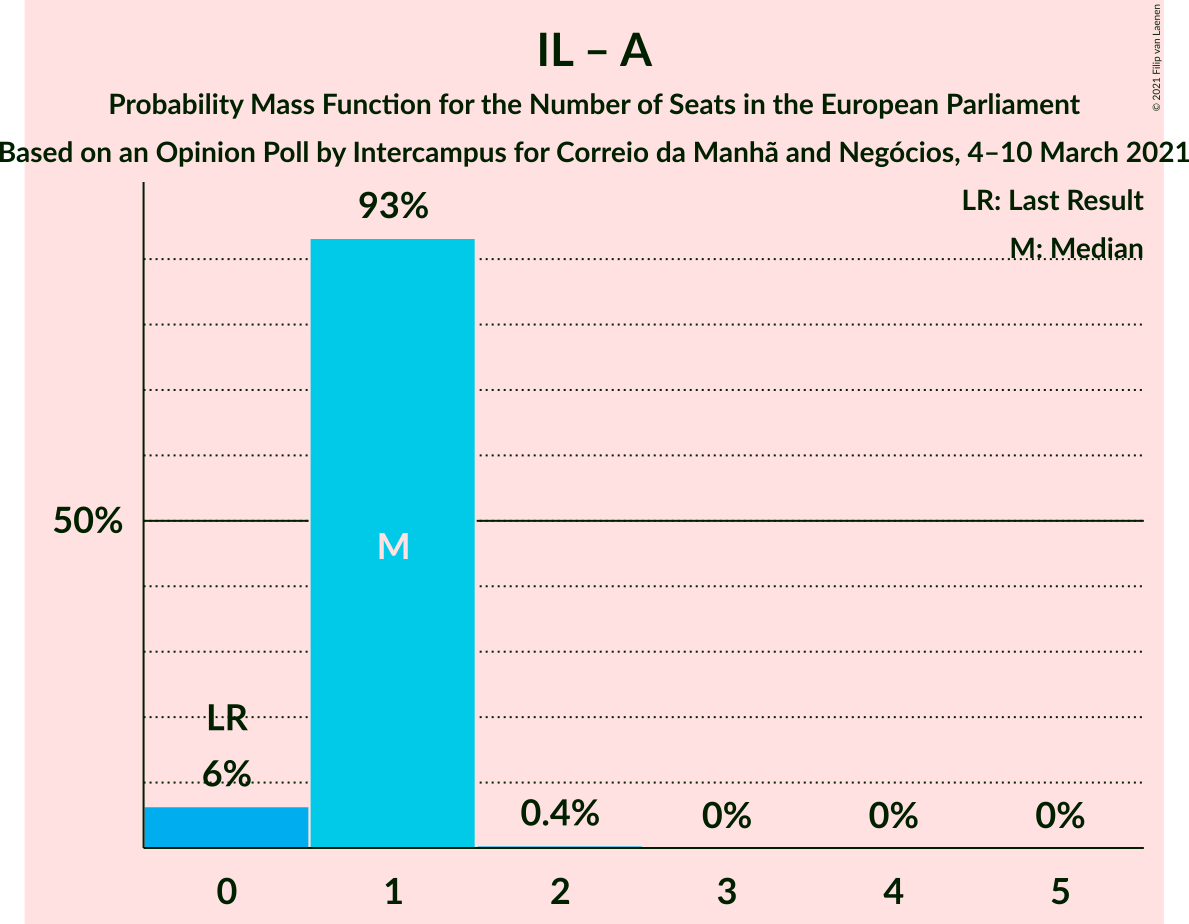 IL – A
Probability Mass Function for the Number of Seats in the European Parliament
Based on an Opinion Poll by Intercampus for Correio da Manhã and Negócios, 4–10 March 2021
© 2021 Filip van Laenen
LR: Last Result
M: Median
93%
50%
M
LR
6%
0.4%
0%
0%
0%
0
1
2
3
4
5